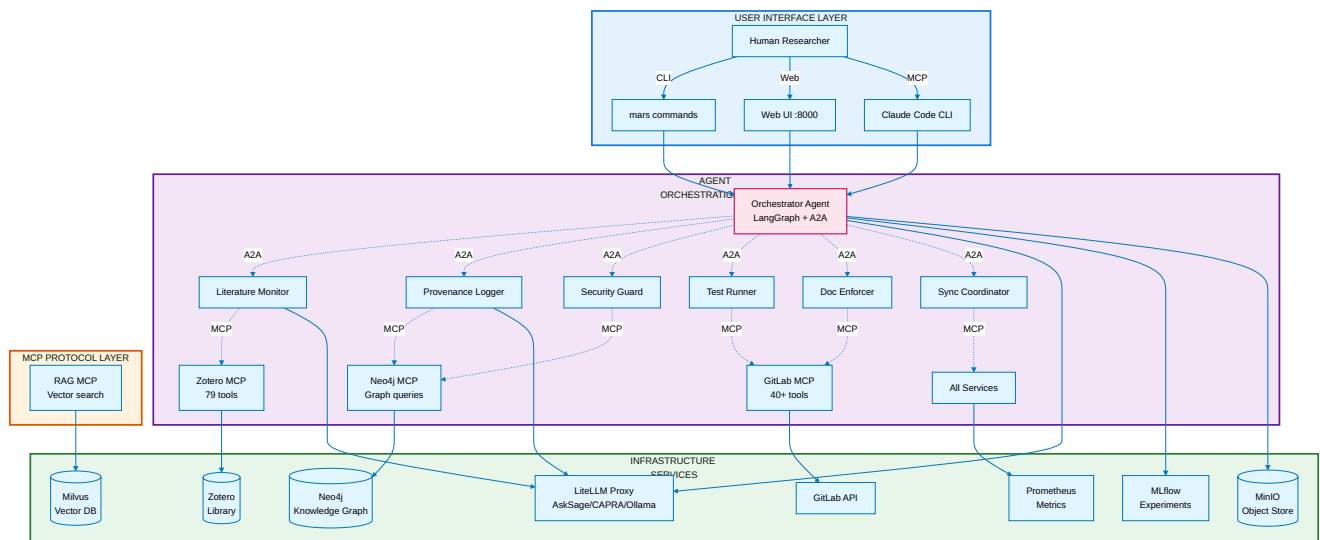 USER INTERFACE LAYER
Human Researcher
CLI
Web
MCP
mars commands
Web UI :8000
Claude Code CLI
AGENT
ORCHESTRATIO
Orchestrator Agent
LangGraph + A2A
A2A
A2A
A2A
A2A
A2A
A2A
Literature Monitor
Provenance Logger
Security Guard
Test Runner
Doc Enforcer
Sync Coordinator
MCP
MCP
MCP
MCP
MCP
MCP
MCP PROTOCOL LAYER
RAG MCP
Vector search
Zotero MCP
79 tools
Neo4j MCP
Graph queries
GitLab MCP
40+ tools
All Services
INFRASTRUCTURE
SERVICES
Milvus
Vector DB
Zotero
Library
Neo4j
Knowledge Graph
LiteLLM Proxy
AskSage/CAPRA/Ollama
GitLab API
Prometheus
Metrics
MLflow
Experiments
MinIO
Object Store